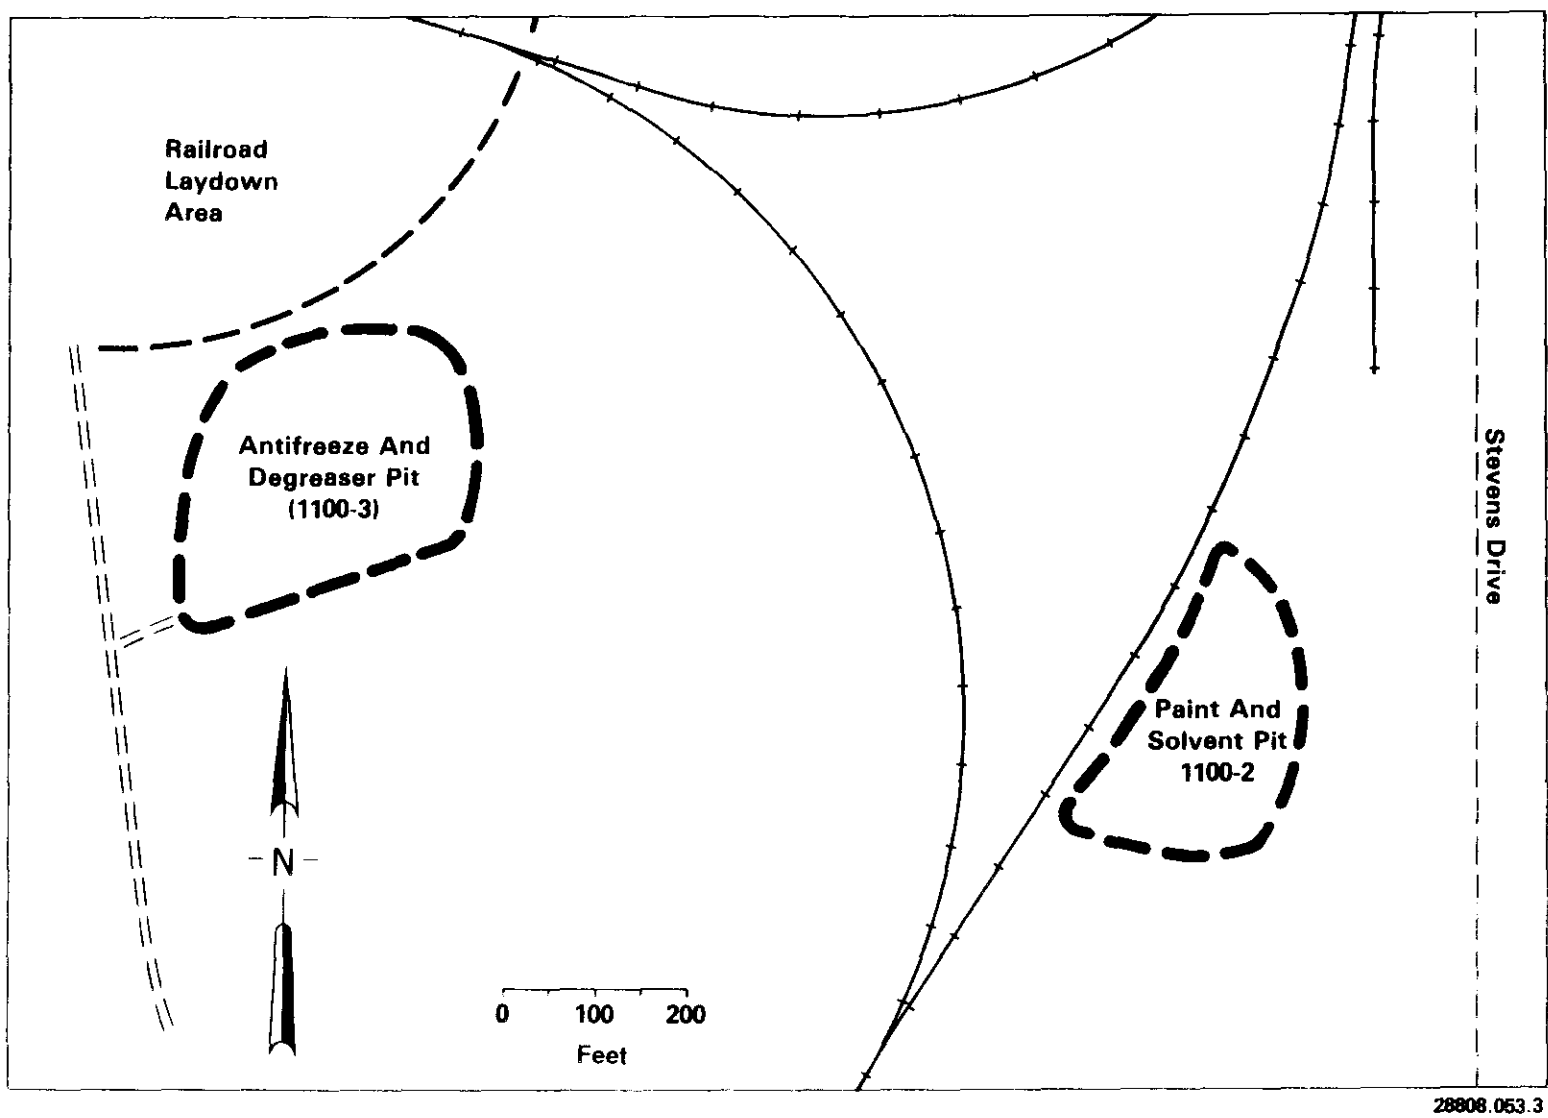 Railroad
Laydown
Area
Antifreeze And
Degreaser Pit
(1100-3)
Stevens Drive
Paint And
Solvent Pit
1100-2
N
0 100 200
Feet
28808.053.3